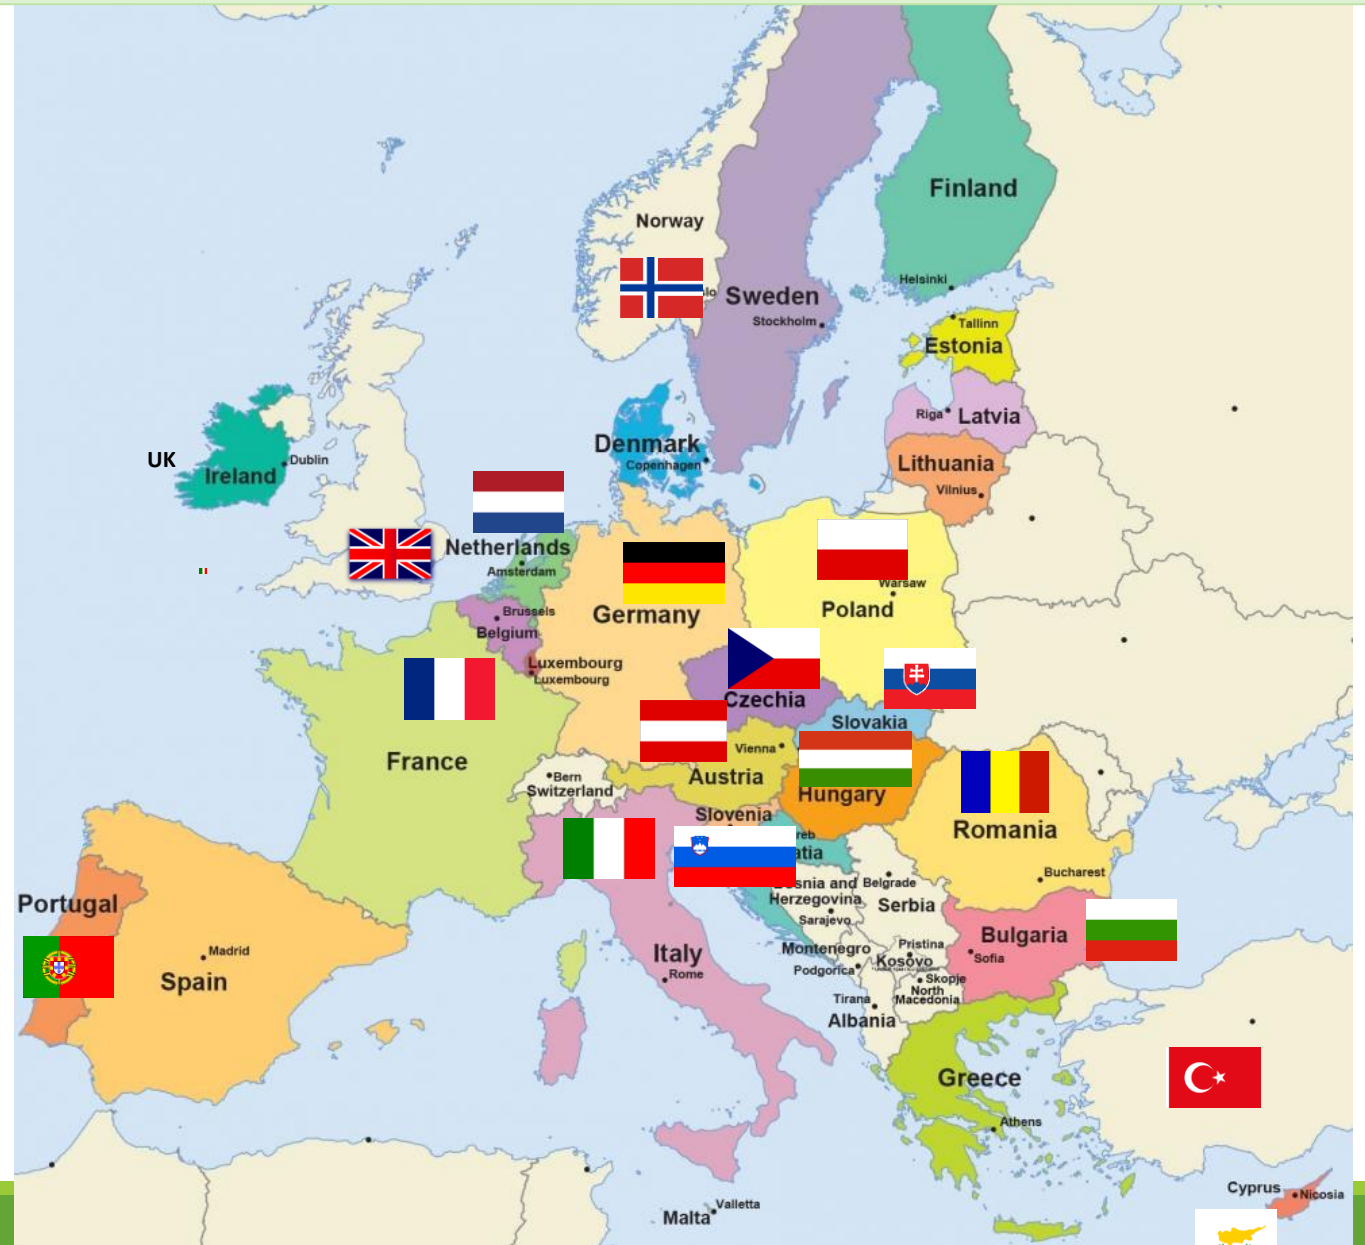 Finland
Norway
Helsinki
lo
Sweden
Stockholm
Tallinn
Estonia
Riga
Latvia
Denmark
Copenhagen
UK
Dublin
Ireland
Lithuania
Vilnius
Netherlands
Amsterdam
Warsaw
Poland
Brussels
Germany
Belgium
Luxembourg
Luxembourg
Czechia
Slovakia
Vienna
France
Bern
Switzerland
Austria
Hungary
Slovenia
Romania
reb
atia
Bucharest
Bosnia and
Herzegovina
Belgrade
Serbia
Portugal
Sarajevo
Bulgaria
Madrid
Italy
Montenegro
Pristina
Kosovo
Sofia
Spain
Rome
Podgorica
Skopje
North
Macedonia
Tirana
Albania
Greece
Athens
Cyprus
Nicosia
Valletta
Malta